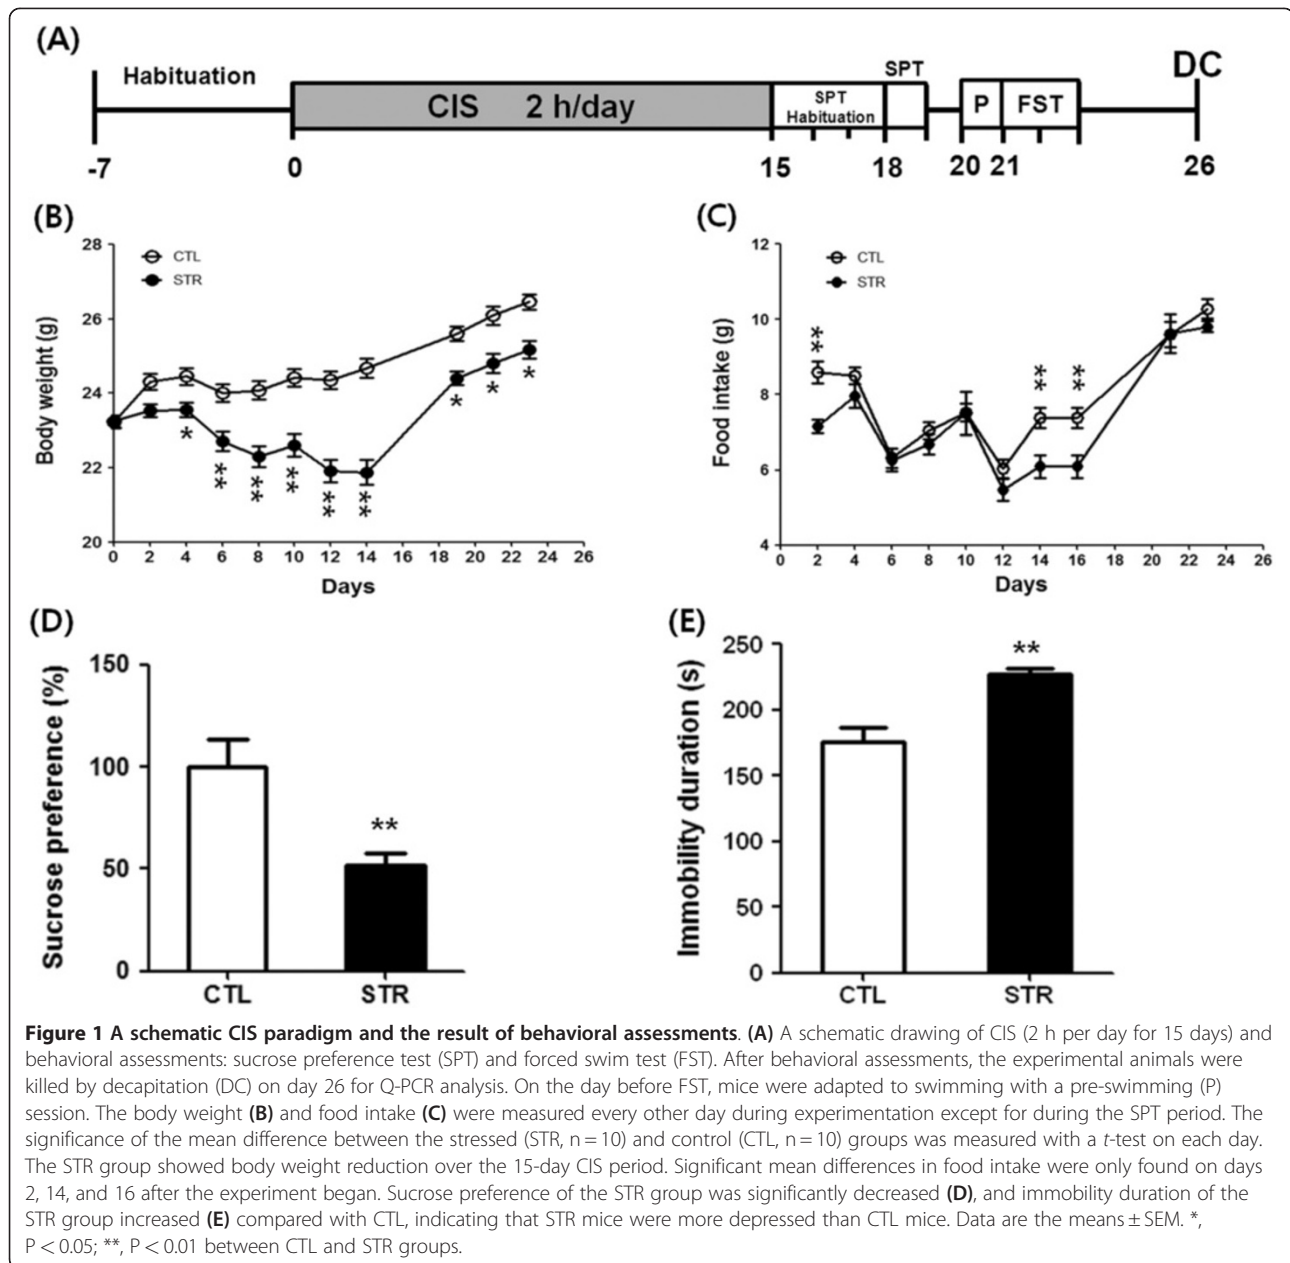 (A)
Habituation
CIS 2 h/day
SPT
Habituation
SPT
P
FST
DC
-7
0
15
18
20
21
26
(B)
28
26
24
22
20
Body weight (g)
CTL
STR
*
**
**
**
**
**
*
*
*
0 2 4 6 8 10 12 14 16 18 20 22 24 26
Days
(C)
12
10
8
6
4
Food intake (g)
CTL
STR
**
**
**
0 2 4 6 8 10 12 14 16 18 20 22 24 26
Days
(D)
150
100
50
0
Sucrose preference (%)
**
CTL STR
(E)
250
200
150
100
50
0
Immobility duration (s)
**
CTL STR
Figure 1 A schematic CIS paradigm and the result of behavioral assessments. (A) A schematic drawing of CIS (2 h per day for 15 days) and
behavioral assessments: sucrose preference test (SPT) and forced swim test (FST). After behavioral assessments, the experimental animals were
killed by decapitation (DC) on day 26 for Q-PCR analysis. On the day before FST, mice were adapted to swimming with a pre-swimming (P)
session. The body weight (B) and food intake (C) were measured every other day during experimentation except for during the SPT period. The
significance of the mean difference between the stressed (STR, n = 10) and control (CTL, n = 10) groups was measured with a t-test on each day.
The STR group showed body weight reduction over the 15-day CIS period. Significant mean differences in food intake were only found on days
2, 14, and 16 after the experiment began. Sucrose preference of the STR group was significantly decreased (D), and immobility duration of the
STR group increased (E) compared with CTL, indicating that STR mice were more depressed than CTL mice. Data are the means ± SEM. *,
P < 0.05; **, P < 0.01 between CTL and STR groups.